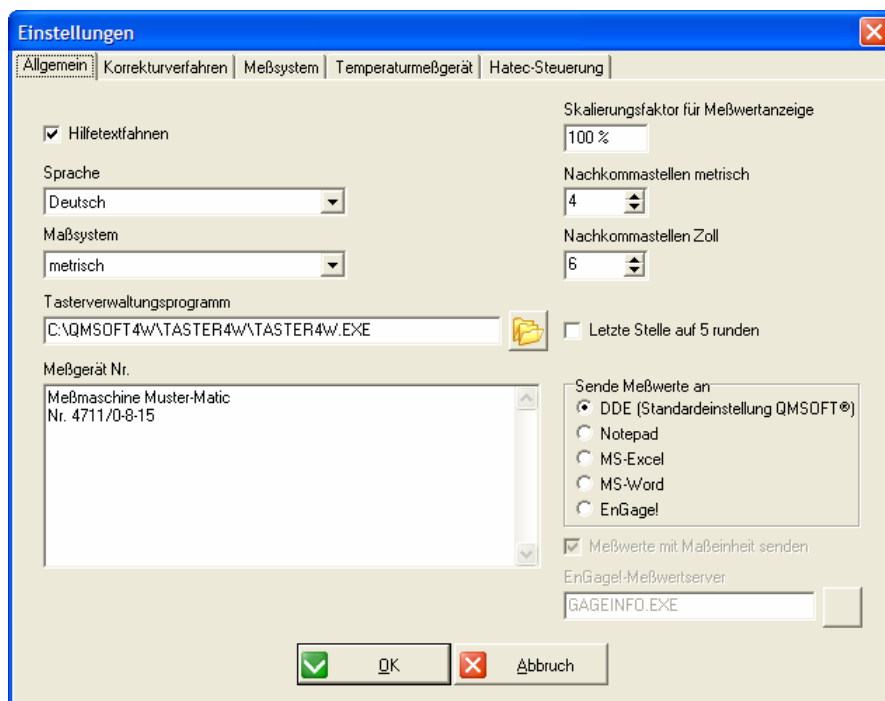 Einstellungen
Allgemein
Korrekturverfahren
Meßsystem
Temperaturmeßgerät
Hatec-Steuerung
Hilfetextfahnen
Sprache
Deutsch
Maßsystem
metrisch
Tasterverwaltungsprogramm
C:\QMSOFT4W\TASTER4W\TASTER4W.EXE
Meßgerät Nr.
Meßmaschine Muster-Matic
Nr. 4711/0-8-15
Skalierungsfaktor für Meßwertanzeige
100 %
Nachkommastellen metrisch
4
Nachkommastellen Zoll
6
Letzte Stelle auf 5 runden
Sende Meßwerte an
DDE (Standardeinstellung QMSOFT®)
Notepad
MS-Excel
MS-Word
EnGage!
Meßwerte mit Maßeinheit senden
EnGage!-Meßwertserver
GAGEINFO.EXE
OK
Abbruch